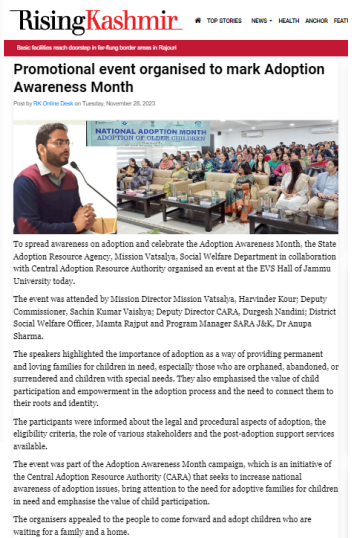 RisingKashmir
TOP STORIES NEWS HEALTH ANCHOR FEAT
Basic facilities reach doorstep in far-flung border areas in Rajouri
Promotional event organised to mark Adoption
Awareness Month
Post by RK Online Desk on Tuesday, November 28, 2023
NATIONAL ADOPTION MONTH
ADOPTION OF OLDER CHILDREN
To spread awareness on adoption and celebrate the Adoption Awareness Month, the State
Adoption Resource Agency, Mission Vatsalya, Social Welfare Department in collaboration
with Central Adoption Resource Authority organised an event at the EVS Hall of Jammu
University today.
The event was attended by Mission Director Mission Vatsalya, Harvinder Kour; Deputy
Commissioner, Sachin Kumar Vaishya; Deputy Director CARA, Durgesh Nandini; District
Social Welfare Officer, Mamta Rajput and Program Manager SARA J&K, Dr Anupa
Sharma.
The speakers highlighted the importance of adoption as a way of providing permanent
and loving families for children in need, especially those who are orphaned, abandoned, or
surrendered and children with special needs. They also emphasised the value of child
participation and empowerment in the adoption process and the need to connect them to
their roots and identity.
The participants were informed about the legal and procedural aspects of adoption, the
eligibility criteria, the role of various stakeholders and the post-adoption support services
available.
The event was part of the Adoption Awareness Month campaign, which is an initiative of
the Central Adoption Resource Authority (CARA) that seeks to increase national
awareness of adoption issues, bring attention to the need for adoptive families for children
in need and emphasise the value of child participation.
The organisers appealed to the people to come forward and adopt children who are
waiting for a family and a home.